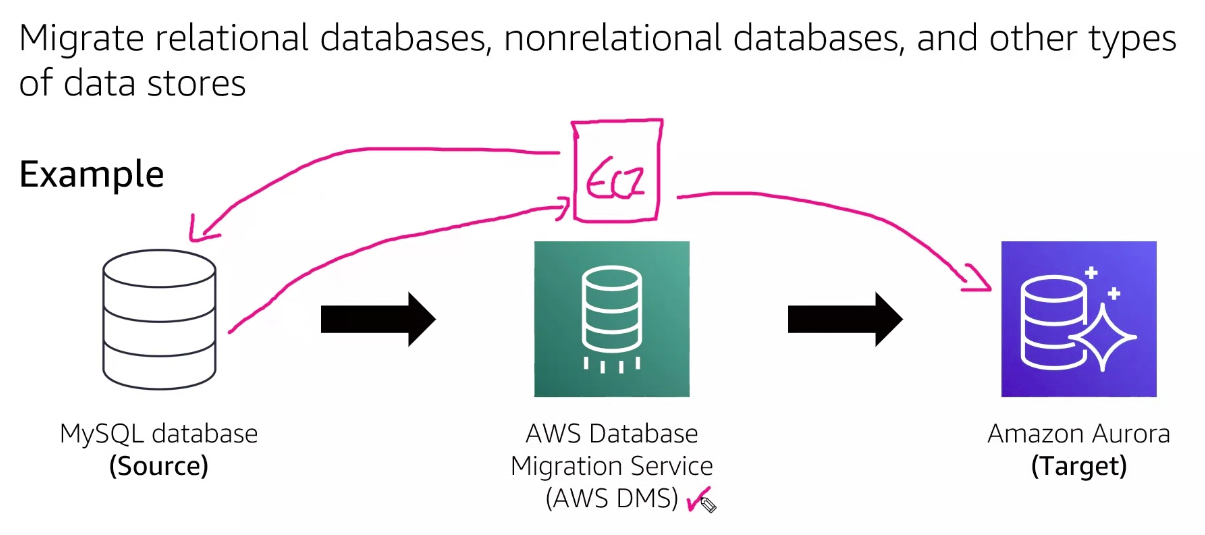 Migrate relational databases, nonrelational databases, and other types
of data stores
Example
EC2
MySQL database
(Source)
AWS Database
Migration Service
(AWS DMS)
Amazon Aurora
(Target)